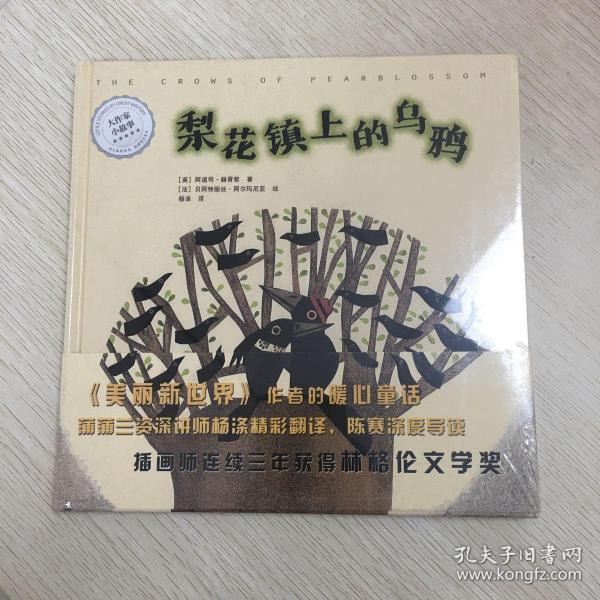 THE CROWS OF PEARBLOSSOM
大作家
小故事
梨花镇上的乌鸦
[英] 阿道司·赫胥黎 著
[法] 贝阿特丽丝·阿尔玛尼亚 绘
杨涤 译
《美丽新世界》作者的暖心童话
蒲蒲兰资深讲师杨涤精彩翻译，陈赛深度导读
插画师连续三年获得林格伦文学奖
孔夫子旧书网
www.kongfz.com